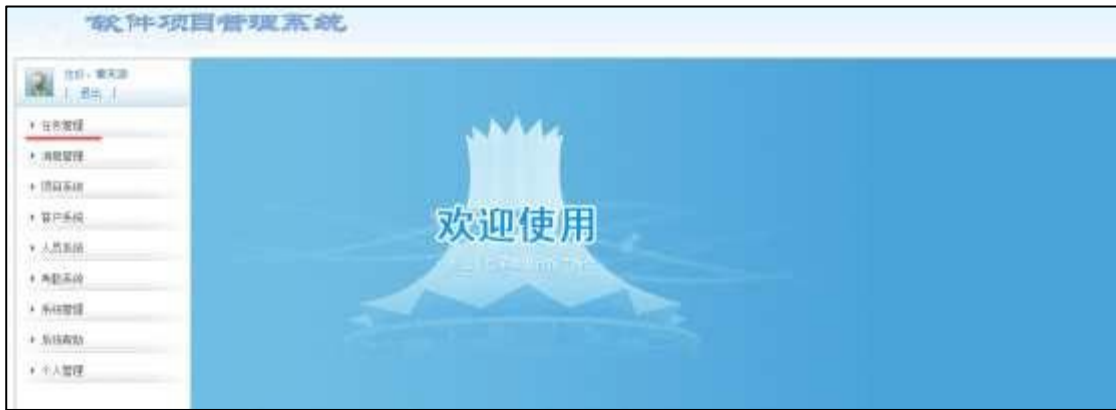 软件项目管理系统
[ 退出 ]
任务管理
消息管理
项目系统
客户系统
人员系统
考勤系统
系统管理
系统帮助
个人管理
欢迎使用